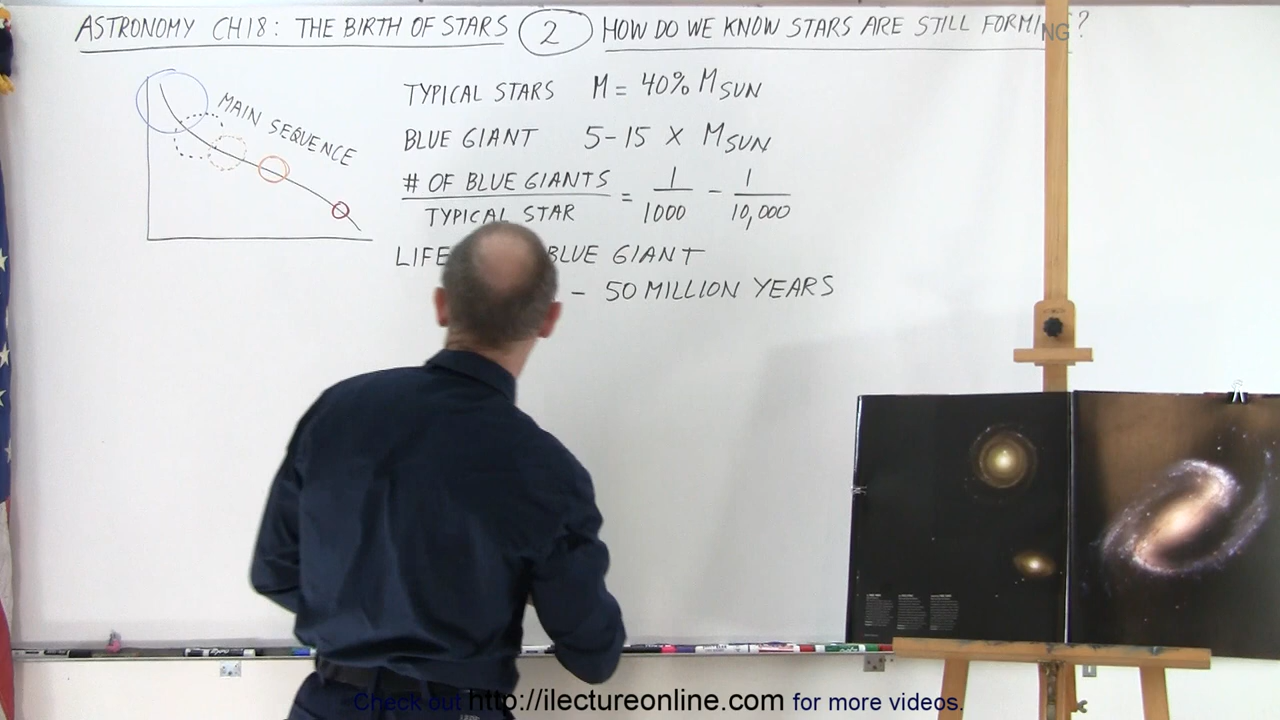 ASTRONOMY CH18: THE BIRTH OF STARS 2 HOW DO WE KNOW STARS ARE STILL FORMING?
MAIN SEQUENCE
TYPICAL STARS M = 40% MSUN
BLUE GIANT 5-15 X MSUN
# OF BLUE GIANTS
TYPICAL STAR
= 1/1000 - 1/10,000
LIFE BLUE GIANT
- 50 MILLION YEARS
Check out http://ilectureonline.com for more videos.